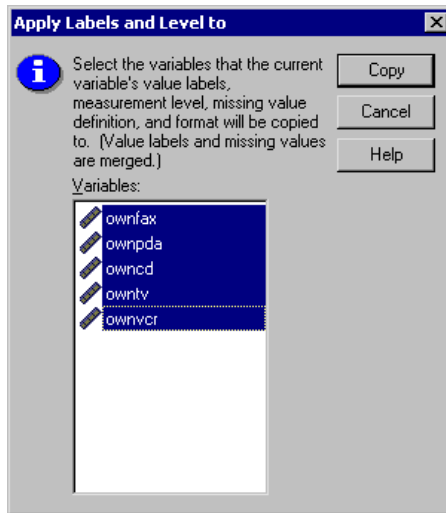 Apply Labels and Level to
Select the variables that the current
variable's value labels,
measurement level, missing value
definition, and format will be copied
to. (Value labels and missing values
are merged.)
Copy
Cancel
Help
Variables:
ownfax
ownpda
owncd
owntv
ownvcr